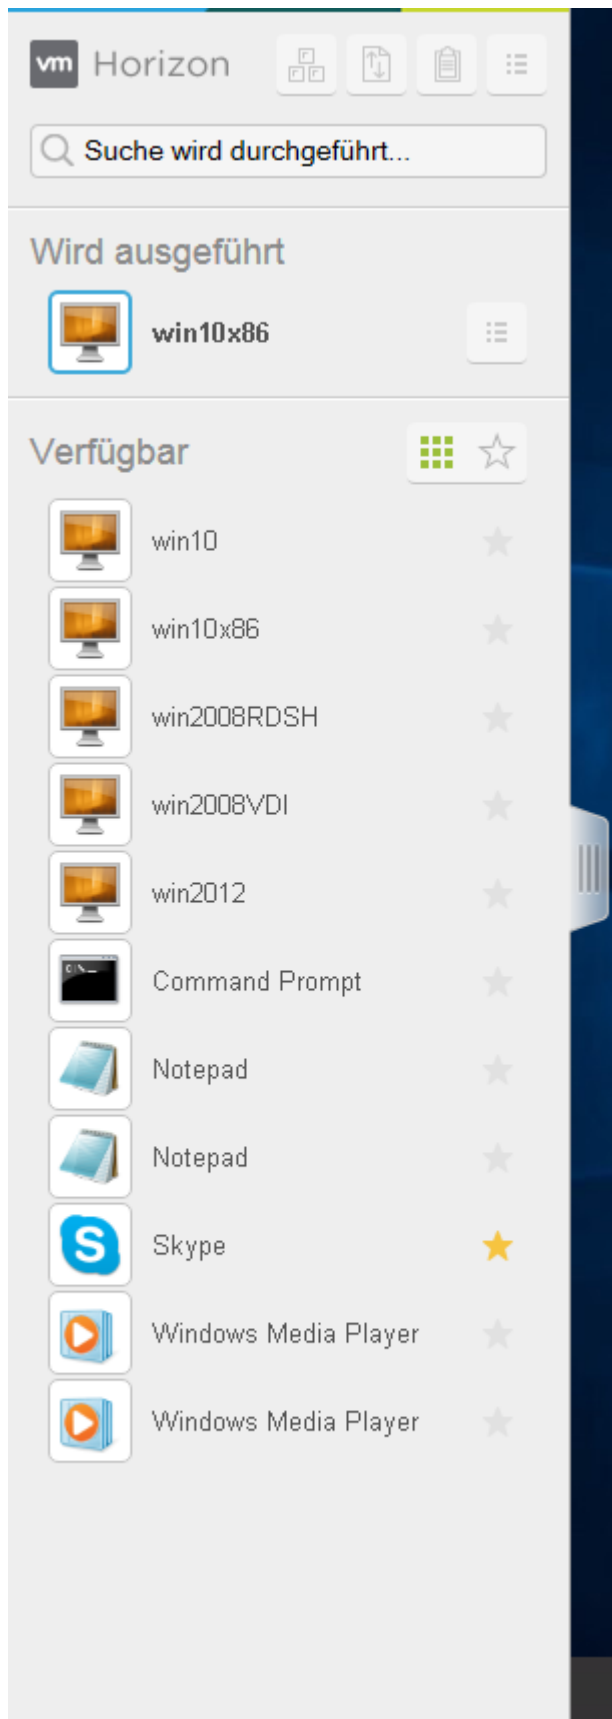 vm Horizon
Suche wird durchgeführt...
Wird ausgeführt
win10x86
Verfügbar
win10
win10x86
win2008RDSH
win2008VDI
win2012
Command Prompt
Notepad
Notepad
Skype
Windows Media Player
Windows Media Player